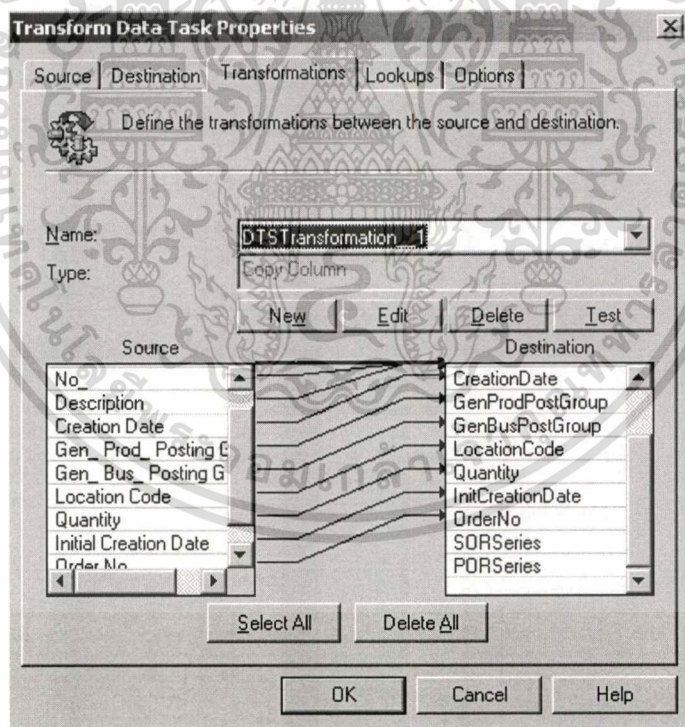 Transform Data Task Properties
Source Destination Transformations Lookups Options
Define the transformations between the source and destination.
Name: DTSTransformation__1
Type: Copy Column
New Edit Delete Test
Source Destination
No_
Description
Creation Date
Gen_ Prod_ Posting G
Gen_ Bus_ Posting G
Location Code
Quantity
Initial Creation Date
Order No
CreationDate
GenProdPostGroup
GenBusPostGroup
LocationCode
Quantity
InitCreationDate
OrderNo
SORSeries
PORSeries
Select All Delete All
OK Cancel Help